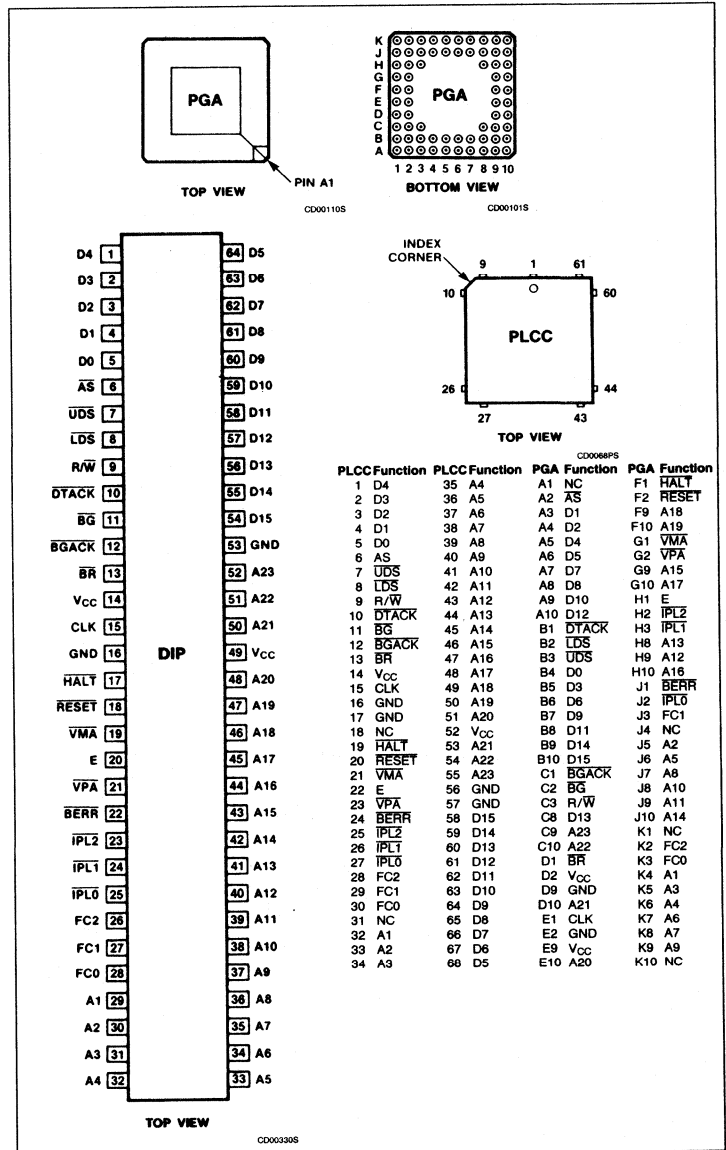 K
J
H
G
F
E
D
C
B
A
PGA
PGA
1 2 3 4 5 6 7 8 9 10
PIN A1
TOP VIEW
BOTTOM VIEW
CD00110S
CD00101S
D4 1 64 D5
D3 2 63 D6
D2 3 62 D7
D1 4 61 D8
D0 5 60 D9
AS 6 59 D10
UDS 7 58 D11
LDS 8 57 D12
R/W 9 56 D13
DTACK 10 55 D14
BG 11 54 D15
BGACK 12 53 GND
BR 13 52 A23
VCC 14 51 A22
CLK 15 50 A21
GND 16 DIP 49 VCC
HALT 17 48 A20
RESET 18 47 A19
VMA 19 46 A18
E 20 45 A17
VPA 21 44 A16
BERR 22 43 A15
IPL2 23 42 A14
IPL1 24 41 A13
IPL0 25 40 A12
FC2 26 39 A11
FC1 27 38 A10
FC0 28 37 A9
A1 29 36 A8
A2 30 35 A7
A3 31 34 A6
A4 32 33 A5
TOP VIEW
CD00330S
INDEX
CORNER
9 1 61
10 60
PLCC
26 44
27 43
TOP VIEW
CD0068PS
PLCC Function PLCC Function PGA Function PGA Function
1 D4 35 A4 A1 NC F1 HALT
2 D3 36 A5 A2 AS F2 RESET
3 D2 37 A6 A3 D1 F9 A18
4 D1 38 A7 A4 D2 F10 A19
5 D0 39 A8 A5 D4 G1 VMA
6 AS 40 A9 A6 D5 G2 VPA
7 UDS 41 A10 A7 D7 G9 A15
8 LDS 42 A11 A8 D8 G10 A17
9 R/W 43 A12 A9 D10 H1 E
10 DTACK 44 A13 A10 D12 H2 IPL2
11 BG 45 A14 B1 DTACK H3 IPL1
12 BGACK 46 A15 B2 LDS H8 A13
13 BR 47 A16 B3 UDS H9 A12
14 VCC 48 A17 B4 D0 H10 A16
15 CLK 49 A18 B5 D3 J1 BERR
16 GND 50 A19 B6 D6 J2 IPL0
17 GND 51 A20 B7 D9 J3 FC1
18 NC 52 VCC B8 D11 J4 NC
19 HALT 53 A21 B9 D14 J5 A2
20 RESET 54 A22 B10 D15 J6 A5
21 VMA 55 A23 C1 BGACK J7 A8
22 E 56 GND C2 BG J8 A10
23 VPA 57 GND C3 R/W J9 A11
24 BERR 58 D15 C8 D13 J10 A14
25 IPL2 59 D14 C9 A23 K1 NC
26 IPL1 60 D13 C10 A22 K2 FC2
27 IPL0 61 D12 D1 BR K3 FC0
28 FC2 62 D11 D2 VCC K4 A1
29 FC1 63 D10 D9 GND K5 A3
30 FC0 64 D9 D10 A21 K6 A4
31 NC 65 D8 E1 CLK K7 A6
32 A1 66 D7 E2 GND K8 A7
33 A2 67 D6 E9 VCC K9 A9
34 A3 68 D5 E10 A20 K10 NC